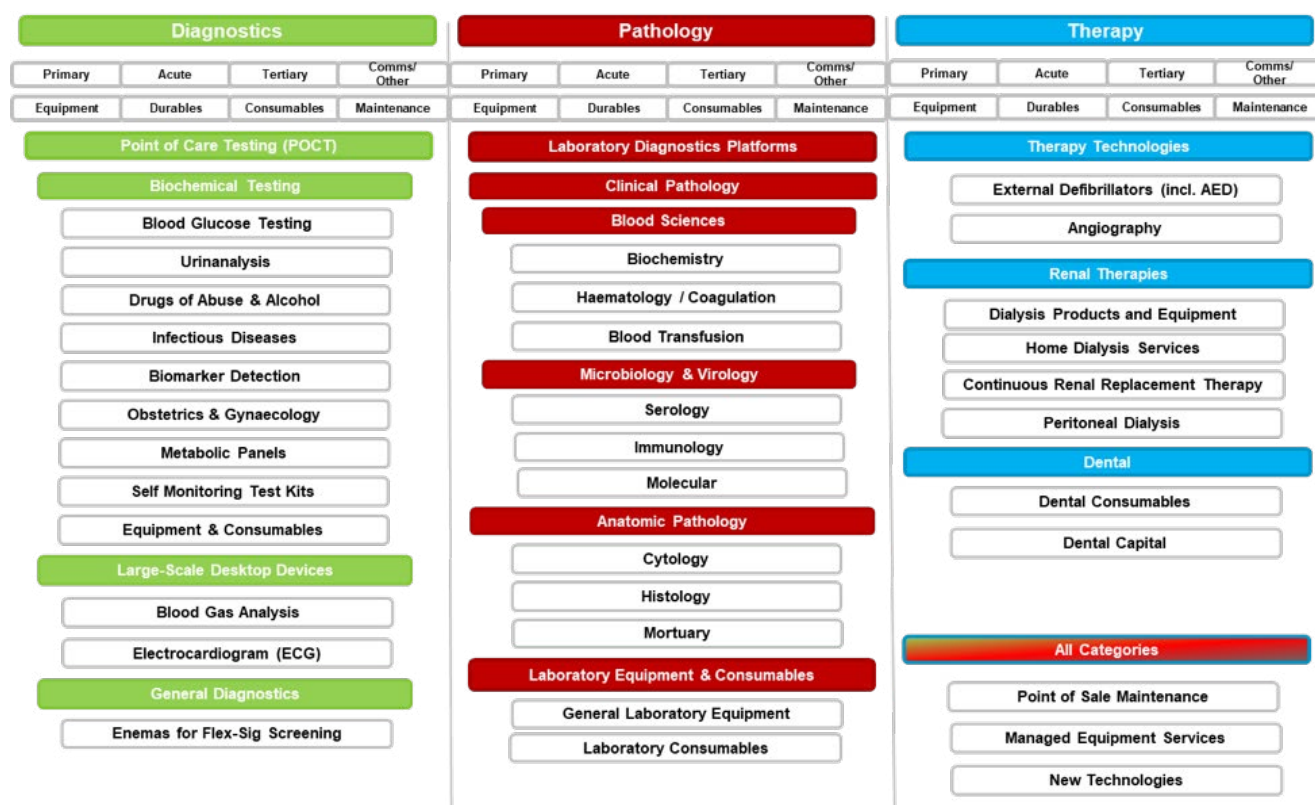 Diagnostics
Primary
Acute
Tertiary
Comms/
Other
Equipment
Durables
Consumables
Maintenance
Point of Care Testing (POCT)
Biochemical Testing
Blood Glucose Testing
Urinanalysis
Drugs of Abuse & Alcohol
Infectious Diseases
Biomarker Detection
Obstetrics & Gynaecology
Metabolic Panels
Self Monitoring Test Kits
Equipment & Consumables
Large-Scale Desktop Devices
Blood Gas Analysis
Electrocardiogram (ECG)
General Diagnostics
Enemas for Flex-Sig Screening
Pathology
Primary
Acute
Tertiary
Comms/
Other
Equipment
Durables
Consumables
Maintenance
Laboratory Diagnostics Platforms
Clinical Pathology
Blood Sciences
Biochemistry
Haematology / Coagulation
Blood Transfusion
Microbiology & Virology
Serology
Immunology
Molecular
Anatomic Pathology
Cytology
Histology
Mortuary
Laboratory Equipment & Consumables
General Laboratory Equipment
Laboratory Consumables
Therapy
Primary
Acute
Tertiary
Comms/
Other
Equipment
Durables
Consumables
Maintenance
Therapy Technologies
External Defibrillators (incl. AED)
Angiography
Renal Therapies
Dialysis Products and Equipment
Home Dialysis Services
Continuous Renal Replacement Therapy
Peritoneal Dialysis
Dental
Dental Consumables
Dental Capital
All Categories
Point of Sale Maintenance
Managed Equipment Services
New Technologies